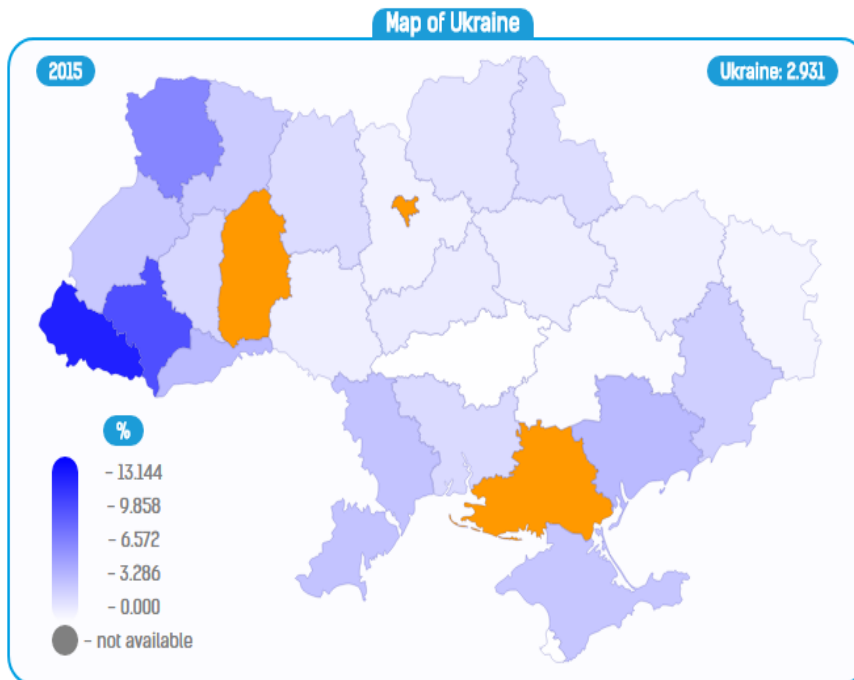 Map of Ukraine
2015
Ukraine: 2.931
%
- 13.144
- 9.858
- 6.572
- 3.286
- 0.000
- not available